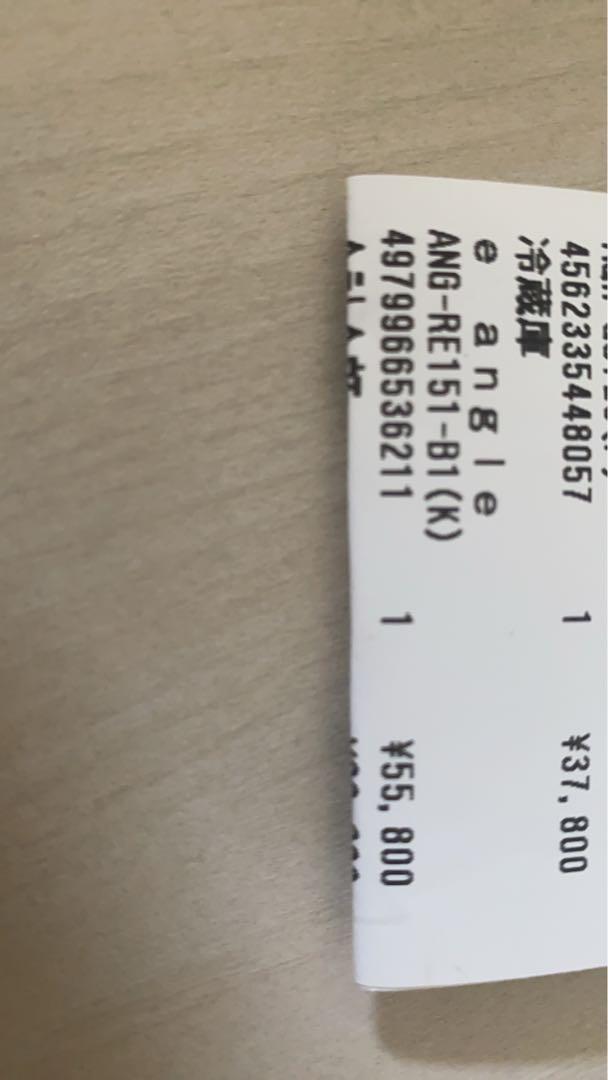 4562335448057 1 ¥37,800
冷蔵庫
e angle
ANG-RE151-B1(K)
4979966536211 1 ¥55,800